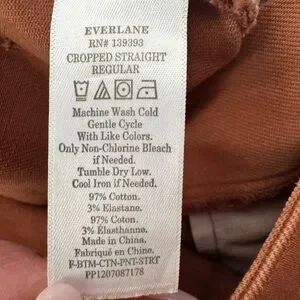 EVERLANE
RN# 139393
CROPPED STRAIGHT
REGULAR
Machine Wash Cold
Gentle Cycle
With Like Colors.
Only Non-Chlorine Bleach
if Needed.
Tumble Dry Low.
Cool Iron if Needed.
97% Cotton.
3% Elastane.
97% Coton.
3% Élasthanne.
Made in China.
Fabriqué en Chine.
F-BTM-CTN-PNT-STRT
PP1207087178